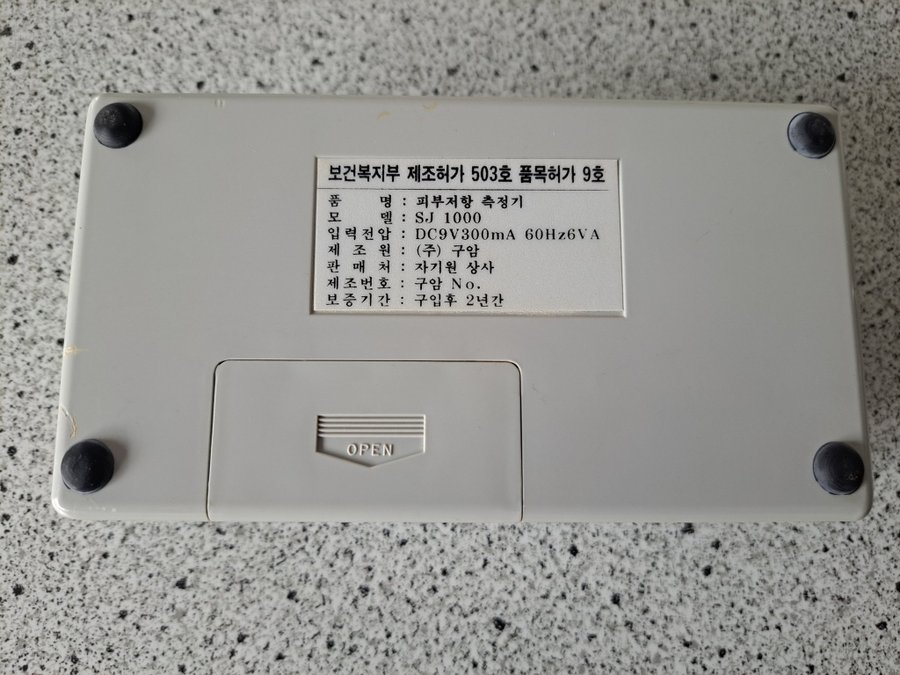 보건복지부 제조허가 503호 품목허가 9호
품 명 : 피부저항 측정기
모 델 : SJ 1000
입력전압 : DC9V300mA 60Hz6VA
제 조 원 : (주) 구암
판 매 처 : 자기원 상사
제조번호 : 구암 No.
보증기간 : 구입후 2년간
OPEN